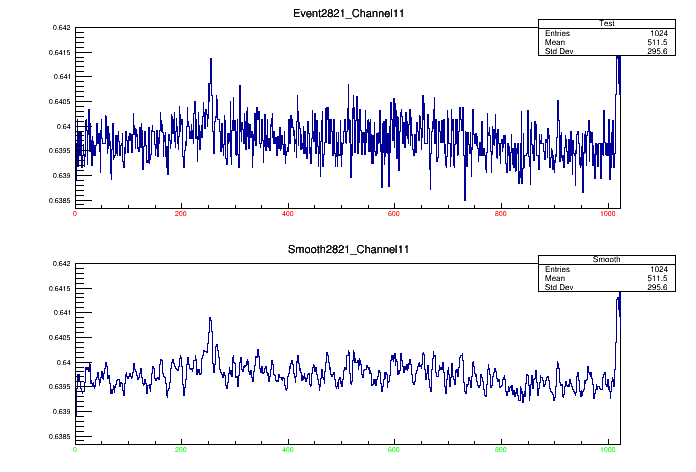 Event2821_Channel11
Test
Entries 1024
Mean 511.5
Std Dev 295.6
0.642
0.6415
0.641
0.6405
0.64
0.6395
0.639
0.6385
0 200 400 600 800 1000
Smooth2821_Channel11
Smooth
Entries 1024
Mean 511.5
Std Dev 295.6
0.642
0.6415
0.641
0.6405
0.64
0.6395
0.639
0.6385
0 200 400 600 800 1000